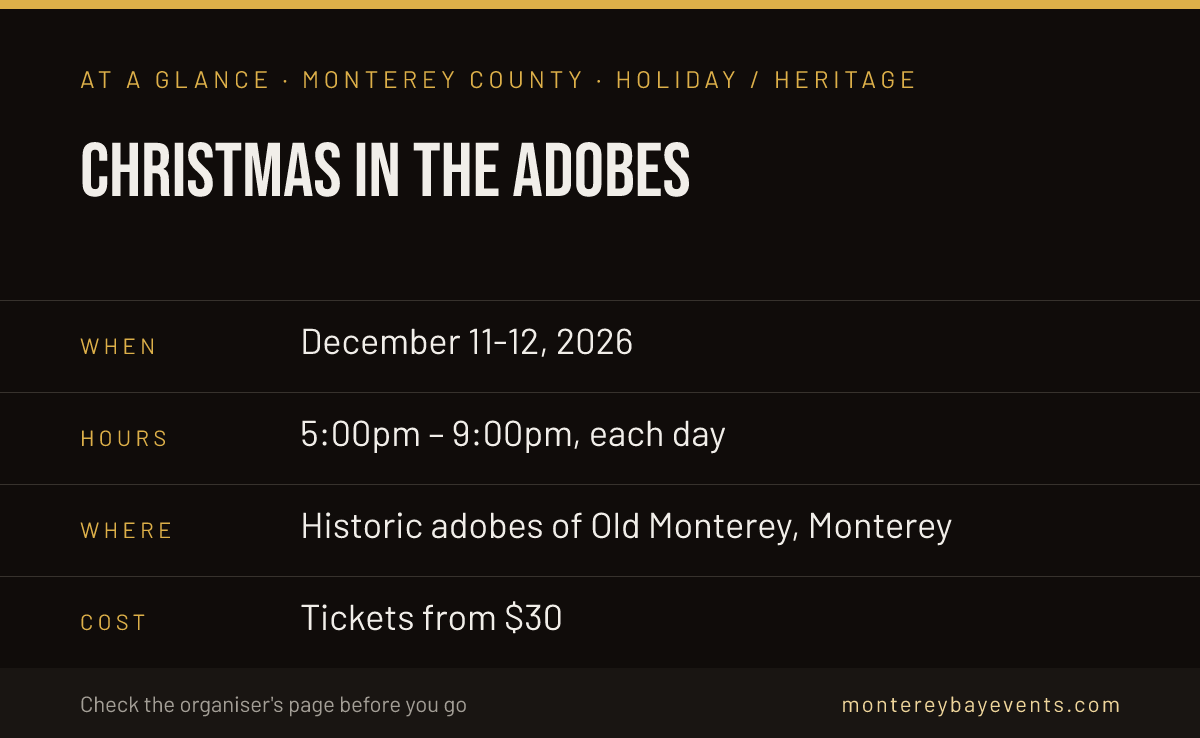 AT A GLANCE · MONTEREY COUNTY · HOLIDAY / HERITAGE
CHRISTMAS IN THE ADOBES
WHEN December 11-12, 2026
HOURS 5:00pm – 9:00pm, each day
WHERE Historic adobes of Old Monterey, Monterey
COST Tickets from $30
Check the organiser's page before you go montereybayevents.com